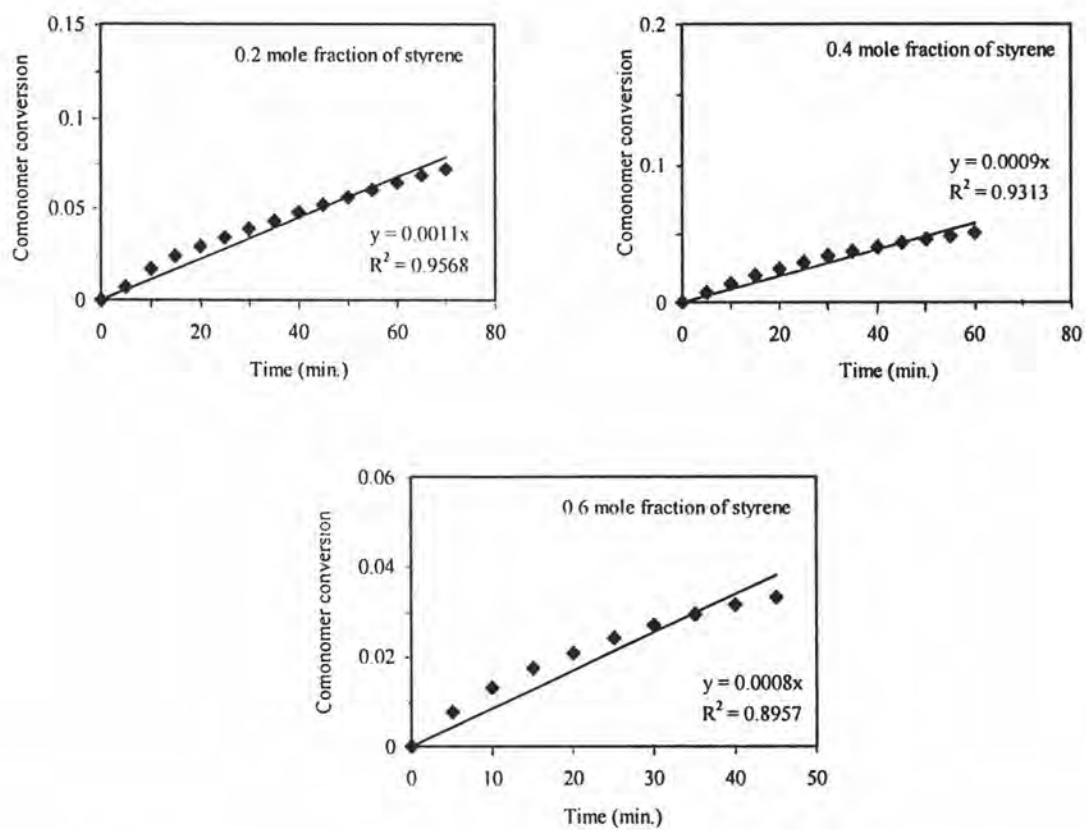 0.15
0.2 mole fraction of styrene
Comonomer conversion
0.1
0.05
y = 0.0011x
R² = 0.9568
0
0 20 40 60 80
Time (min.)
0.2
0.4 mole fraction of styrene
Comonomer conversion
0.1
y = 0.0009x
R² = 0.9313
0
0 20 40 60 80
Time (min.)
0.06
0.6 mole fraction of styrene
Comonomer conversion
0.04
0.02
y = 0.0008x
R² = 0.8957
0
0 10 20 30 40 50
Time (min.)